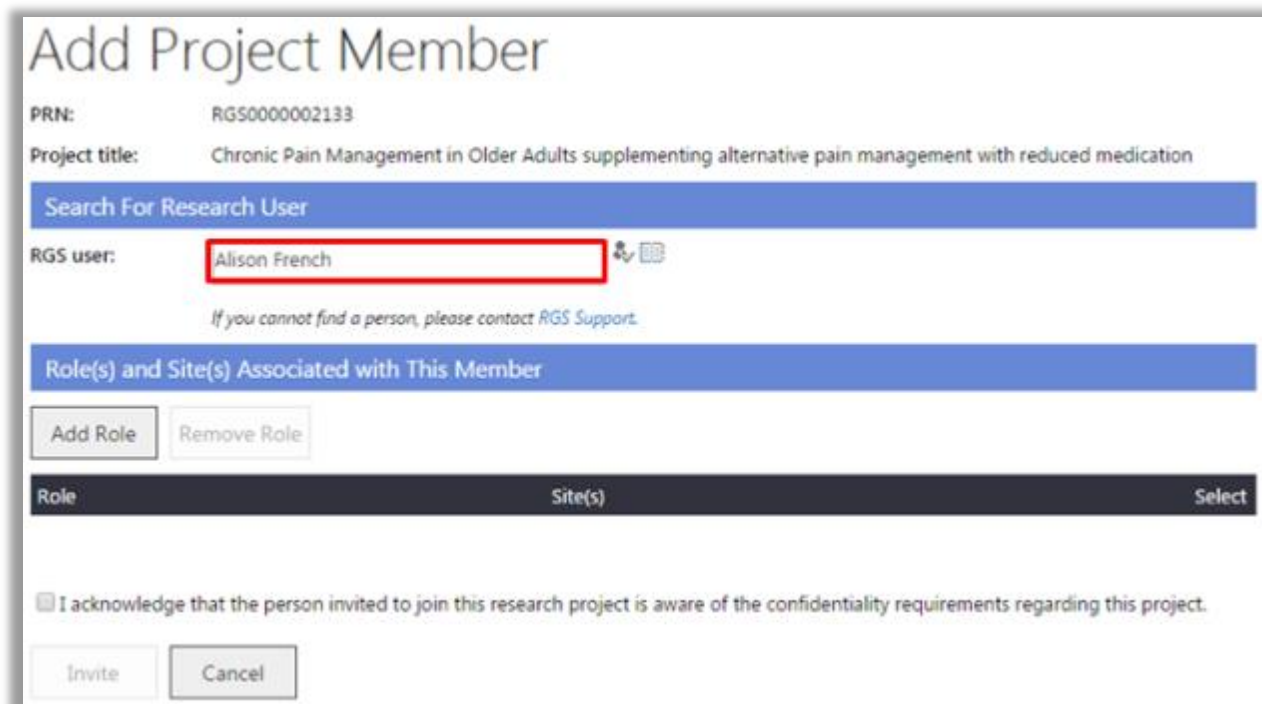 Add Project Member
PRN: RGS0000002133
Project title: Chronic Pain Management in Older Adults supplementing alternative pain management with reduced medication
Search For Research User
RGS user: Alison French
If you cannot find a person, please contact RGS Support.
Role(s) and Site(s) Associated with This Member
Add Role Remove Role
Role Site(s) Select
I acknowledge that the person invited to join this research project is aware of the confidentiality requirements regarding this project.
Invite Cancel